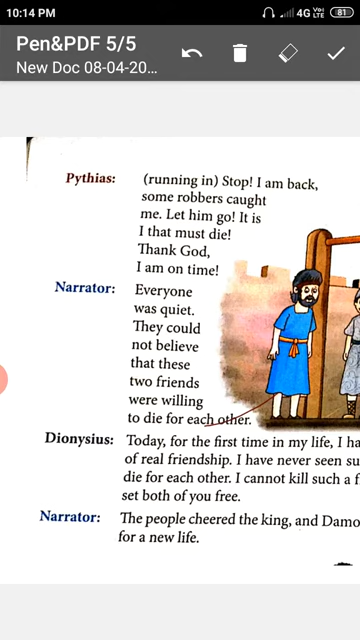 10:14 PM 4G VoLTE 81
Pen&PDF 5/5
New Doc 08-04-20...
Pythias: (running in) Stop! I am back,
some robbers caught
me. Let him go! It is
I that must die!
Thank God,
I am on time!
Narrator: Everyone
was quiet.
They could
not believe
that these
two friends
were willing
to die for each other.
Dionysius: Today, for the first time in my life, I ha
of real friendship. I have never seen su
die for each other. I cannot kill such a f
set both of you free.
Narrator: The people cheered the king, and Damo
for a new life.